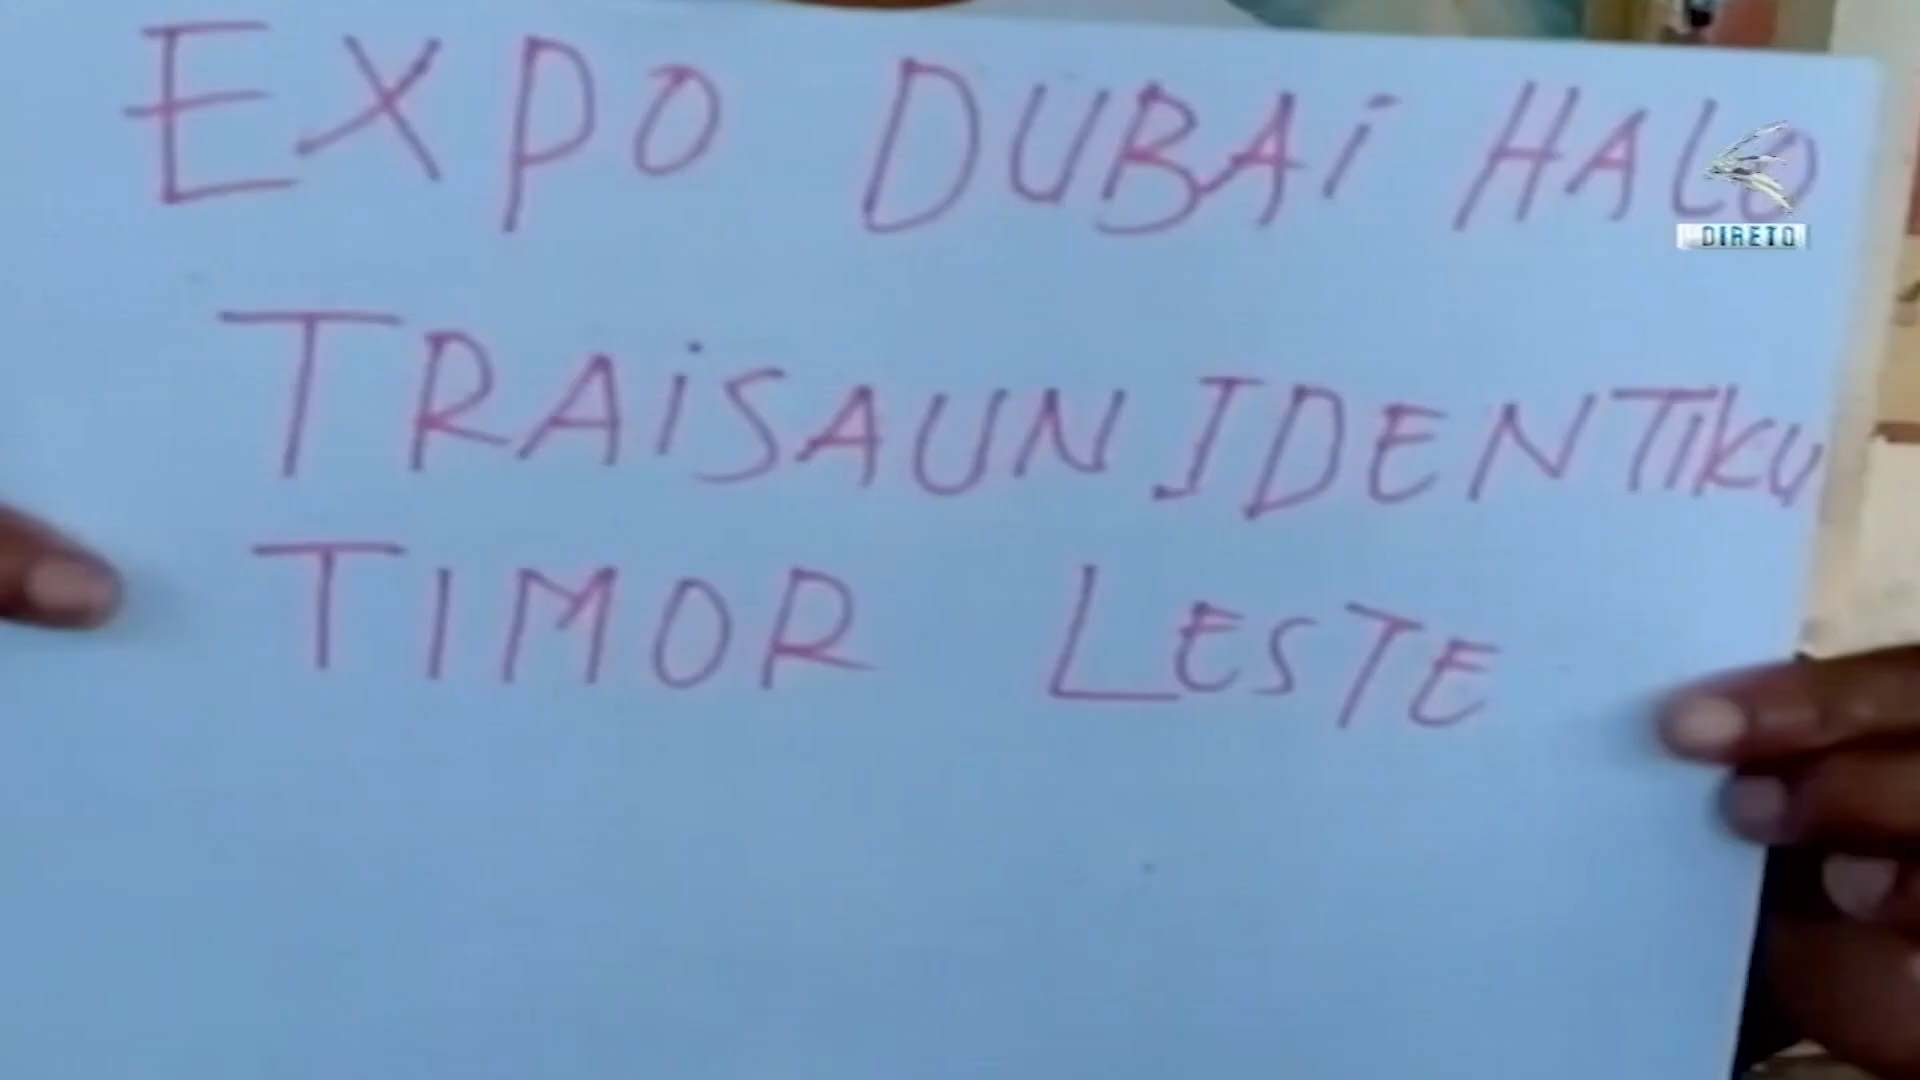 EXPO DUBAi HALO
DIRETO
TRAiSAUN IDENTIKU
TIMOR LESTE